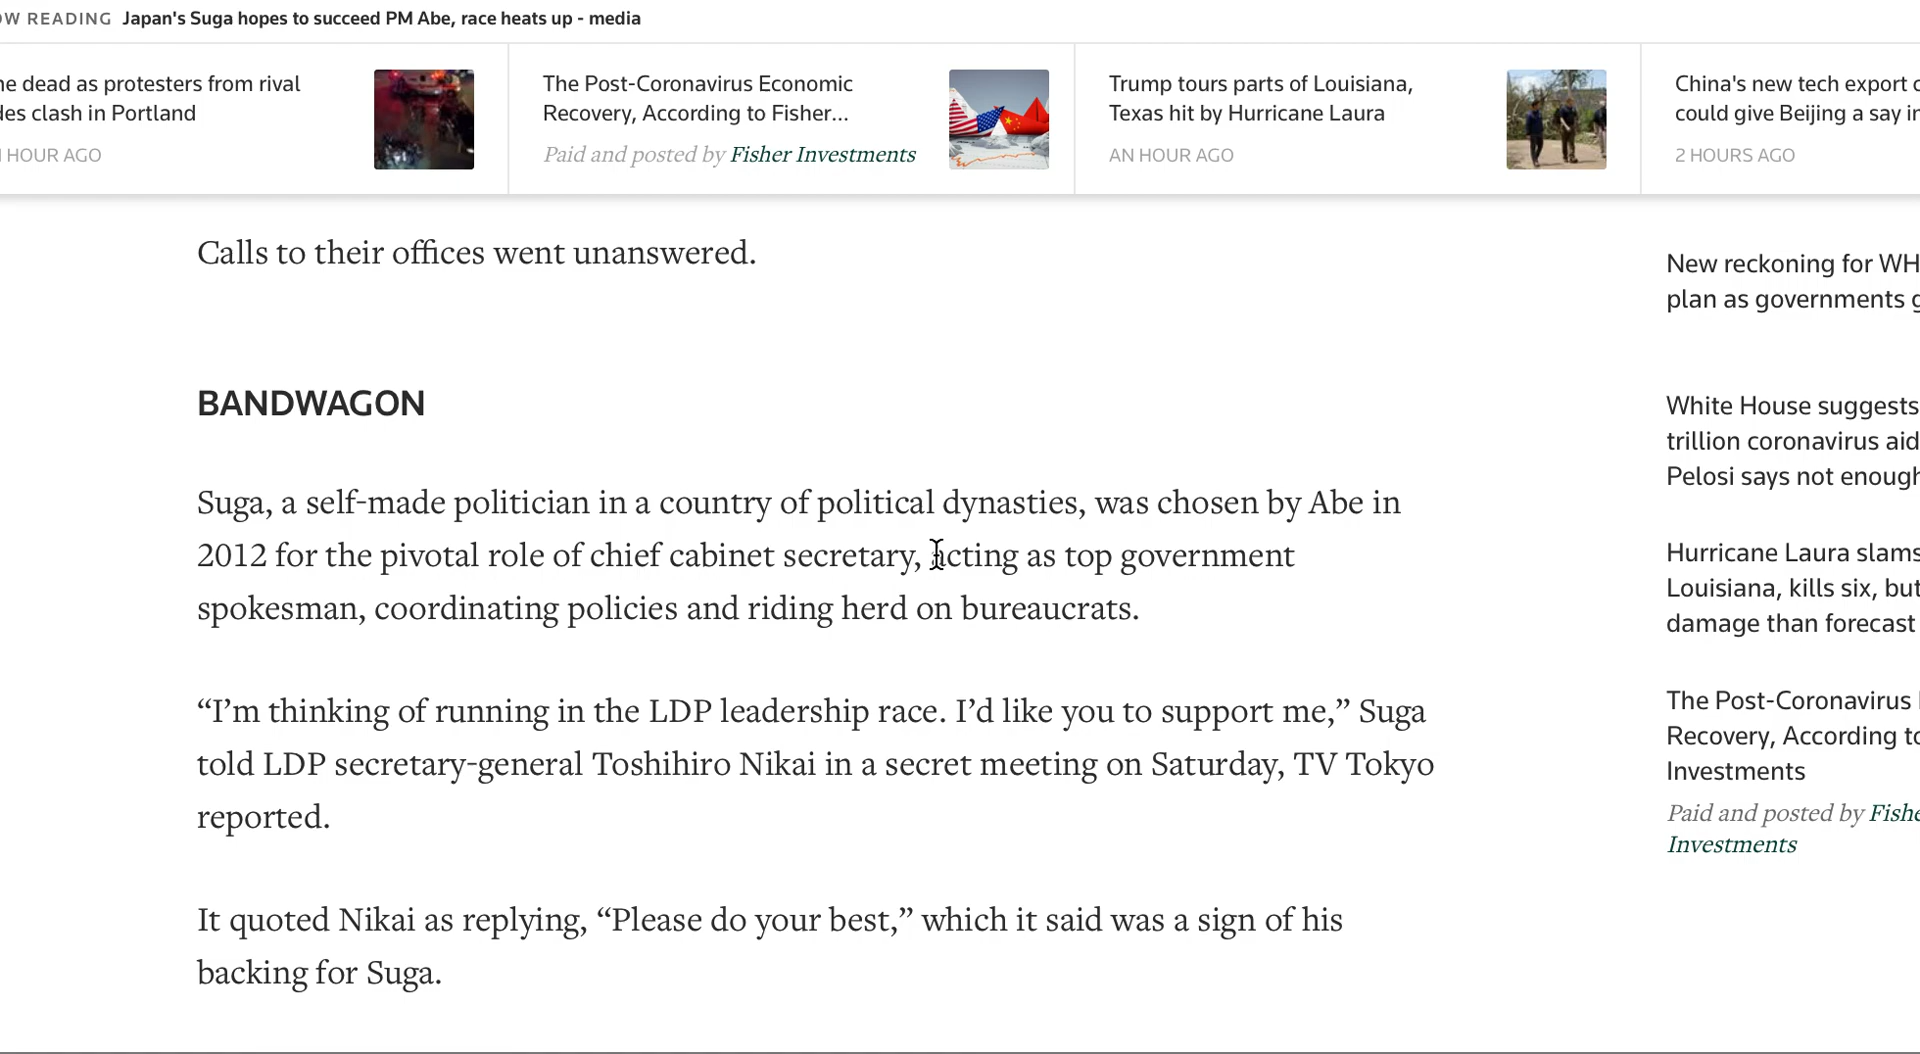 READING Japan's Suga hopes to succeed PM Abe, race heats up - media
dead as protesters from rival
clash in Portland
HOUR AGO
The Post-Coronavirus Economic
Recovery, According to Fisher...
Paid and posted by Fisher Investments
Trump tours parts of Louisiana,
Texas hit by Hurricane Laura
AN HOUR AGO
China's new tech export
could give Beijing a say
2 HOURS AGO
Calls to their offices went unanswered.
BANDWAGON
Suga, a self-made politician in a country of political dynasties, was chosen by Abe in
2012 for the pivotal role of chief cabinet secretary, acting as top government
spokesman, coordinating policies and riding herd on bureaucrats.
“I’m thinking of running in the LDP leadership race. I’d like you to support me,” Suga
told LDP secretary-general Toshihiro Nikai in a secret meeting on Saturday, TV Tokyo
reported.
It quoted Nikai as replying, “Please do your best,” which it said was a sign of his
backing for Suga.
New reckoning for
plan as governments
White House suggests
trillion coronavirus aid
Pelosi says not enough
Hurricane Laura slams
Louisiana, kills six, but
damage than forecast
The Post-Coronavirus
Recovery, According to
Investments
Paid and posted by
Investments